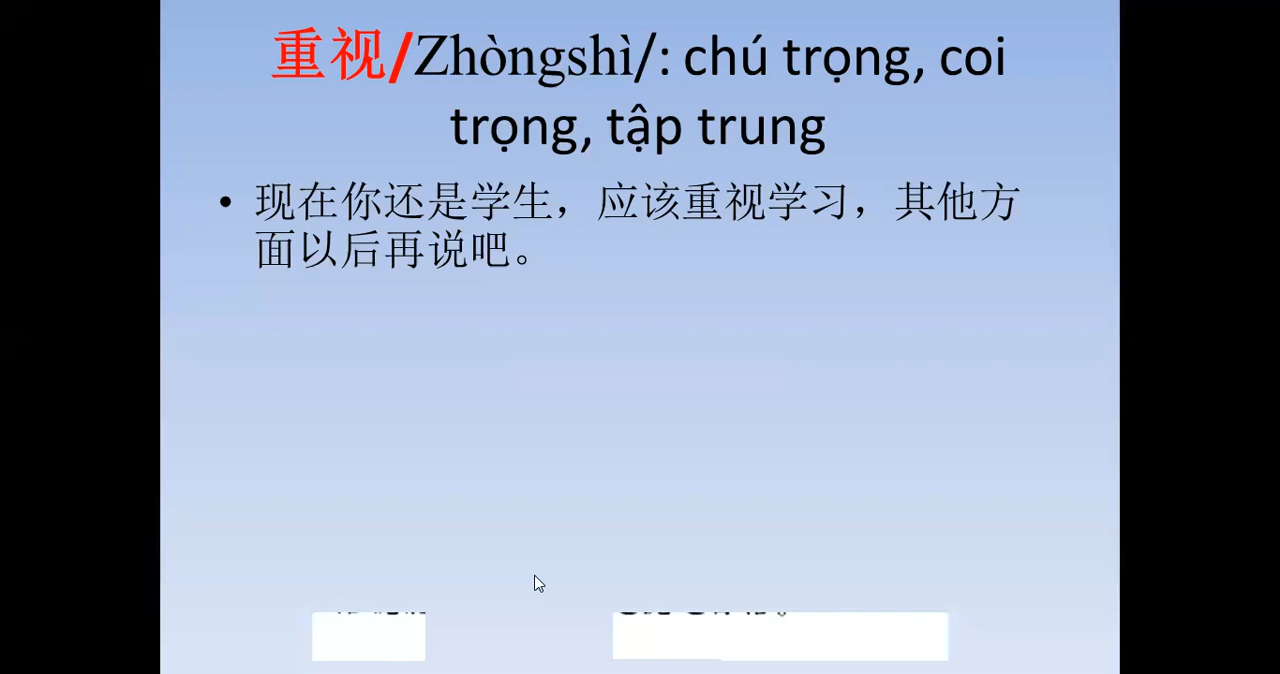 重视/Zhòngshì/: chú trọng, coi
trọng, tập trung
• 现在你还是学生，应该重视学习，其他方
面以后再说吧。